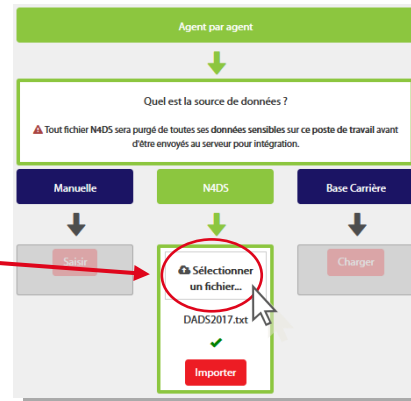 Agent par agent
Quel est la source de données ?
Tout fichier N4DS sera purgé de toutes ses données sensibles sur ce poste de travail avant
d'être envoyés au serveur pour intégration.
Manuelle
N4DS
Base Carrière
Saisir
Sélectionner
un fichier...
Charger
DADS2017.txt
Importer